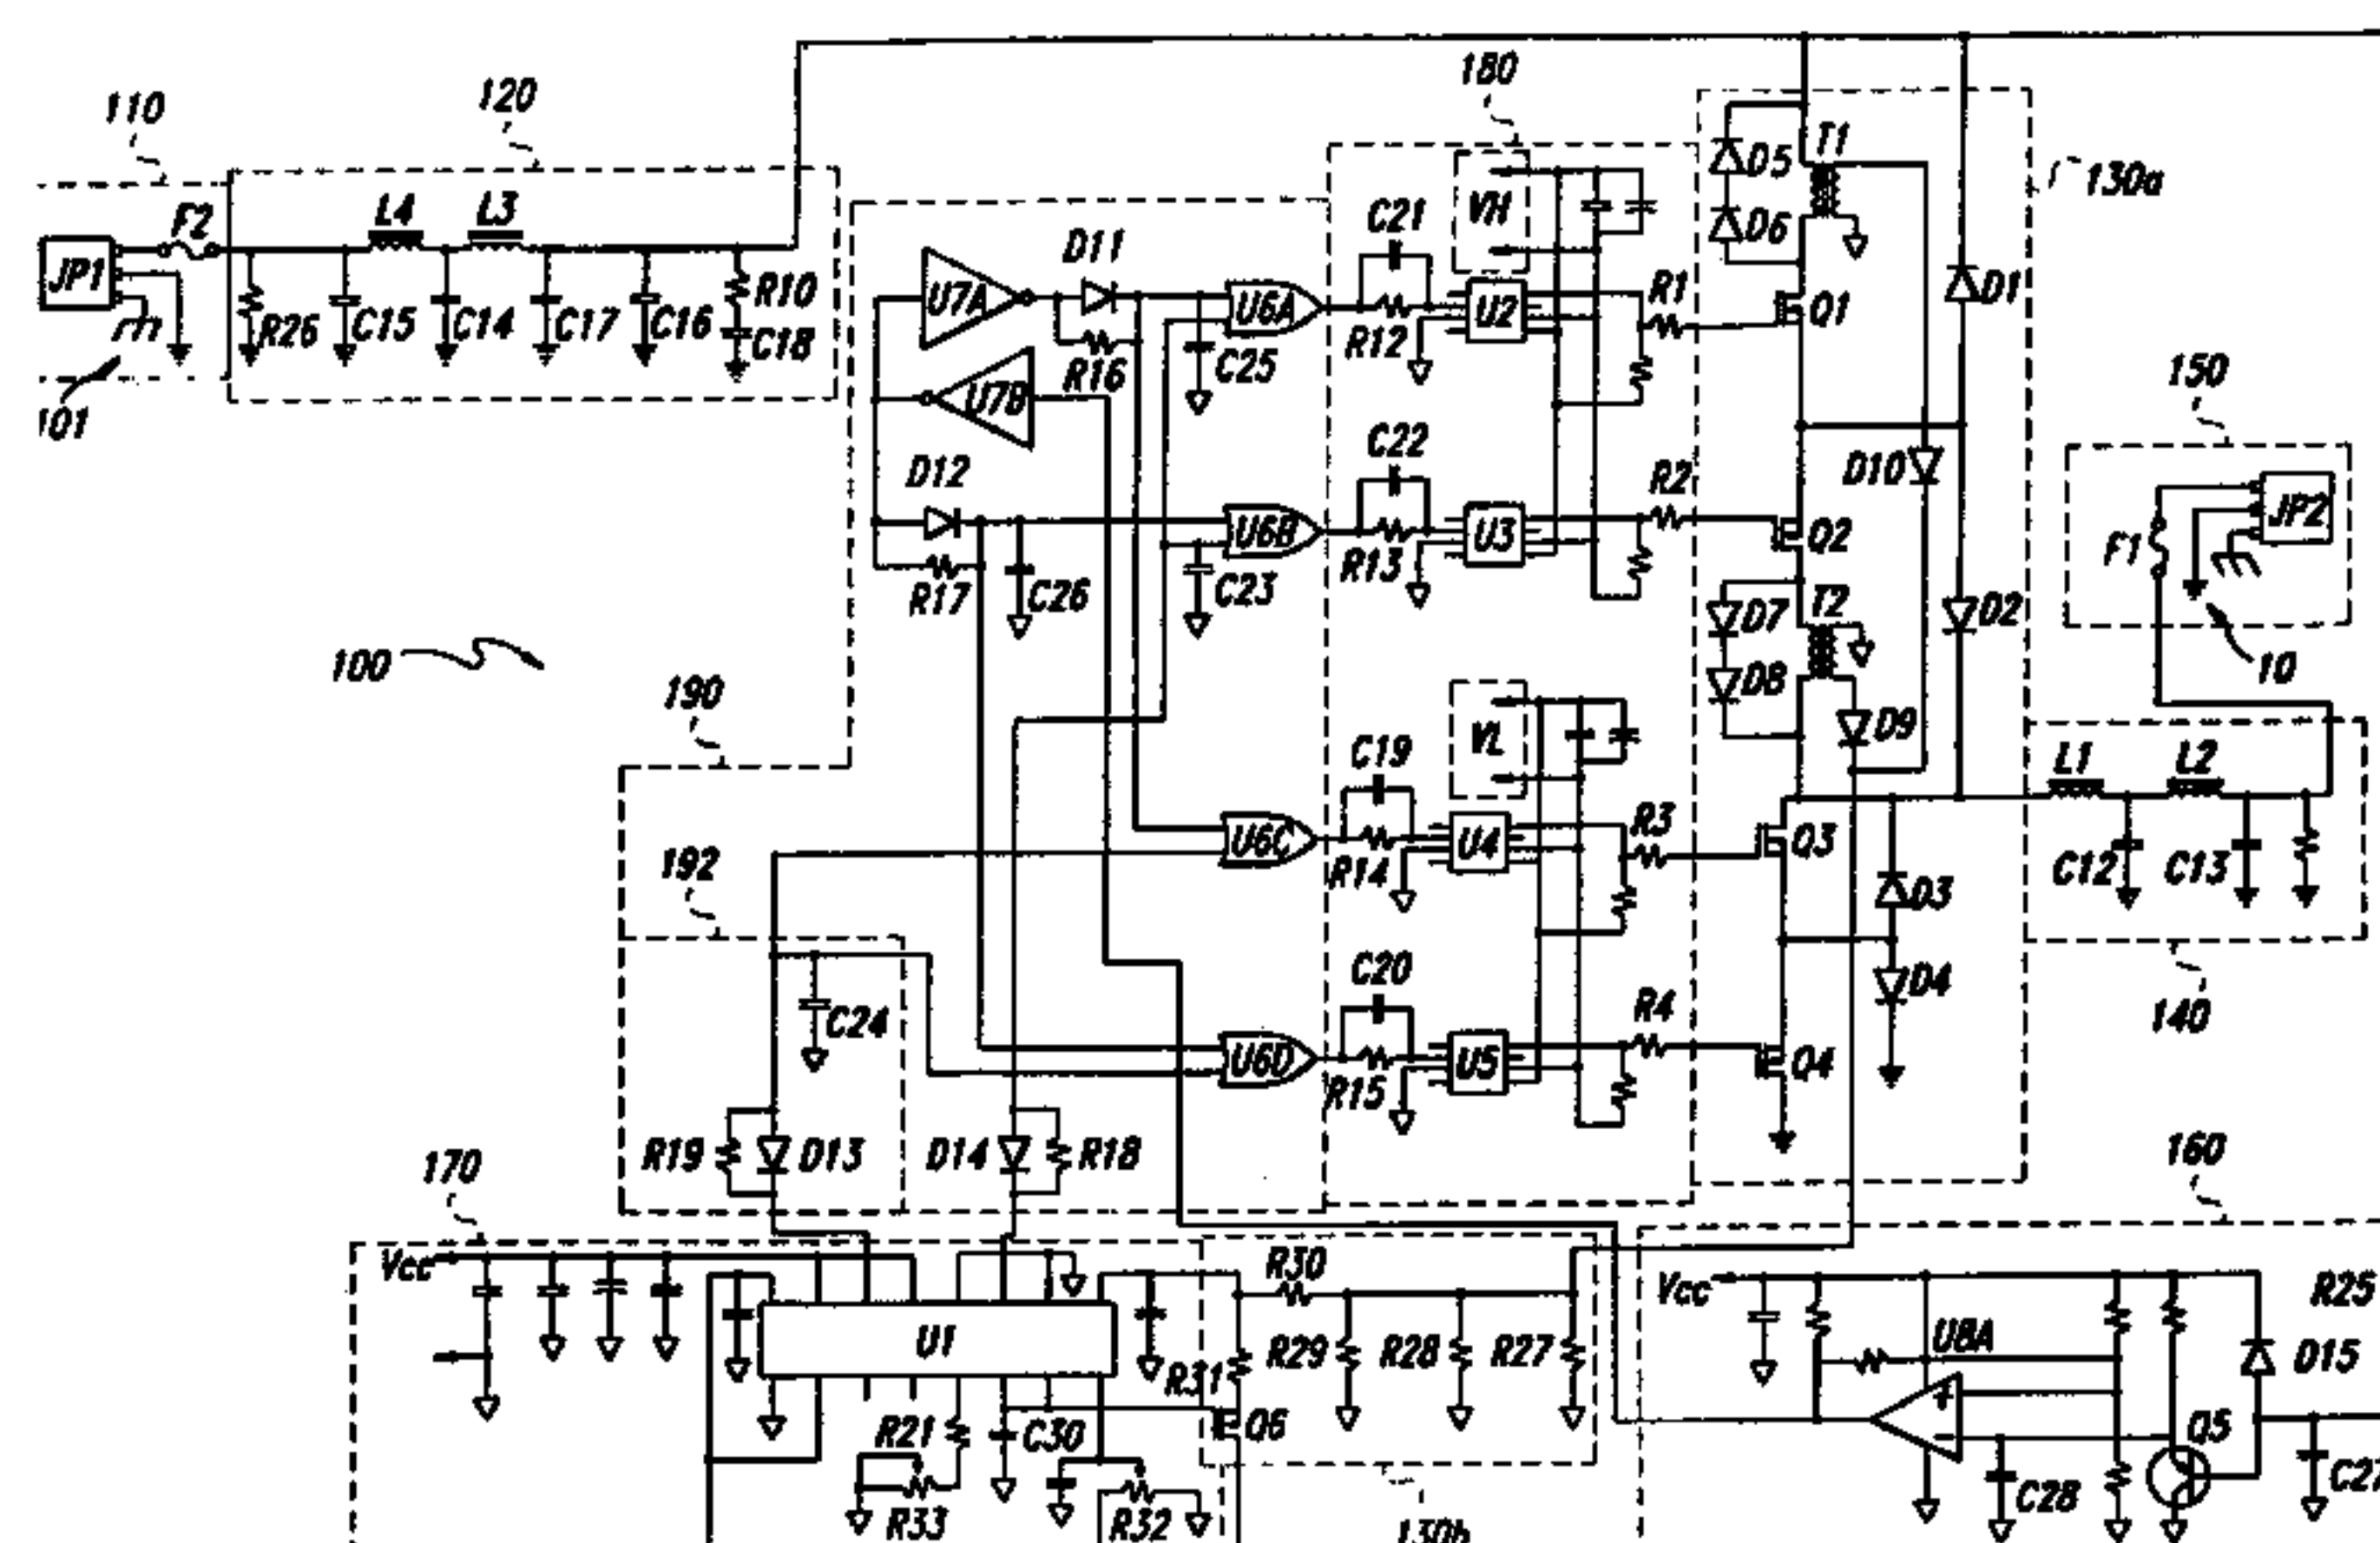 110
120
180
130a
150
JP1
F2
L4
L3
R26
C15
C14
C17
C16
R10
C18
101
U7A
D11
R16
U7B
U6A
C25
C21
R12
VH
U2
R1
D5
D6
T1
Q1
D1
D12
R17
C26
U6B
C23
C22
R13
U3
R2
Q2
D10
D7
D8
T2
D2
D9
F1
JP2
10
100
190
192
C24
U6C
C19
R14
VL
U4
R3
Q3
D3
L1
L2
C12
C13
140
U6D
C20
R15
U5
R4
Q4
D4
R19
D13
D14
R18
170
160
Vcc
U1
R30
R31
R29
R28
R27
Q6
R21
C30
R33
R32
130b
Vcc
U8A
R25
D15
Q5
C28
C27